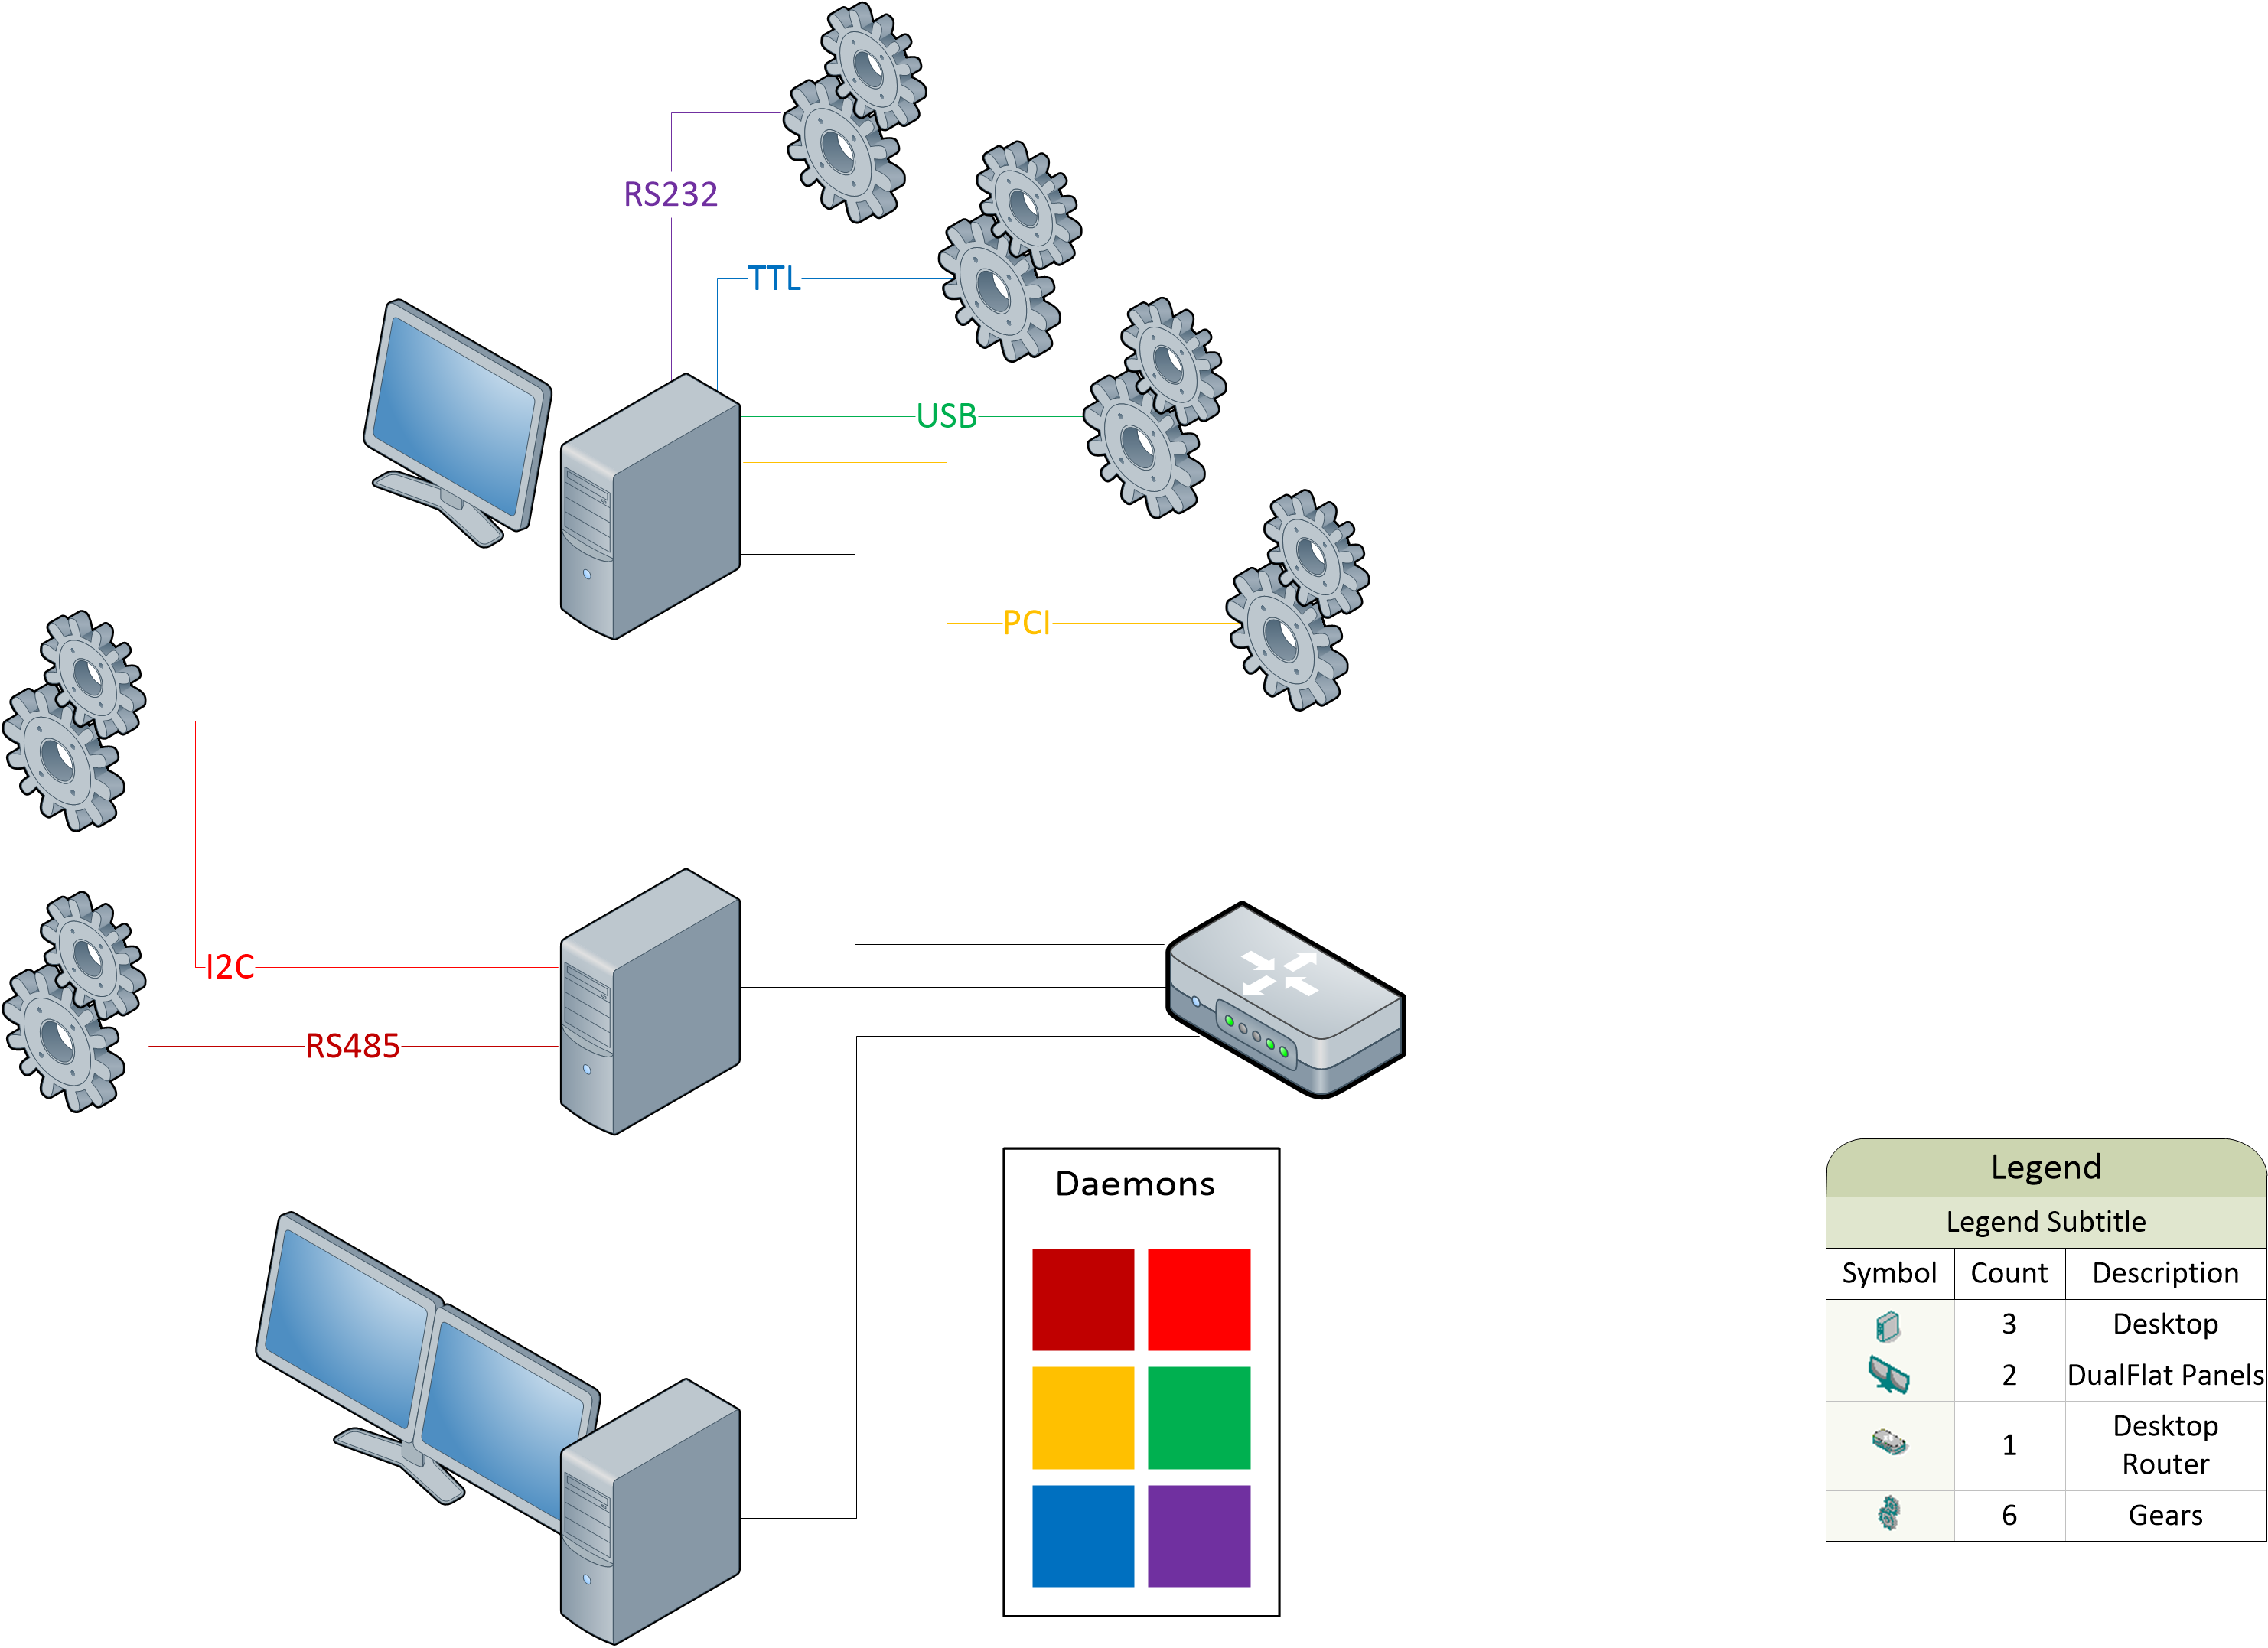 RS232
TTL
USB
PCI
I2C
RS485
Daemons
Legend
Legend Subtitle
Symbol Count Description
3 Desktop
2 DualFlat Panels
1 Desktop
Router
6 Gears